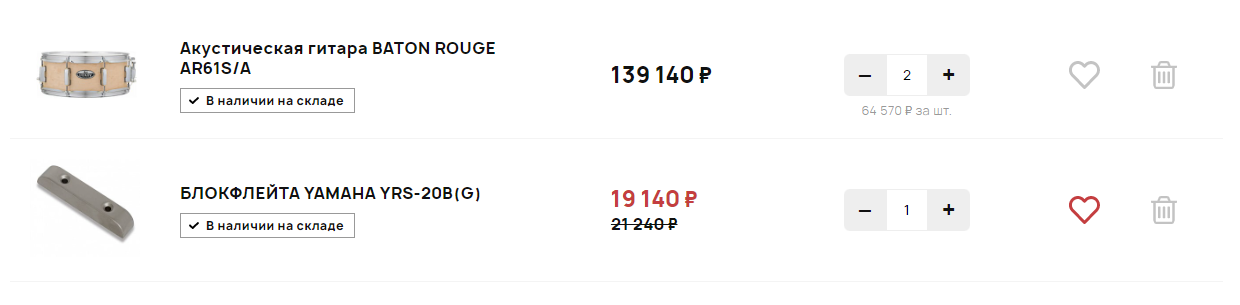 Акустическая гитара BATON ROUGE
AR61S/A
В наличии на складе
139 140 ₽
– 2 +
64 570 ₽ за шт.
БЛОКФЛЕЙТА YAMAHA YRS-20B(G)
В наличии на складе
19 140 ₽
21 240 ₽
– 1 +